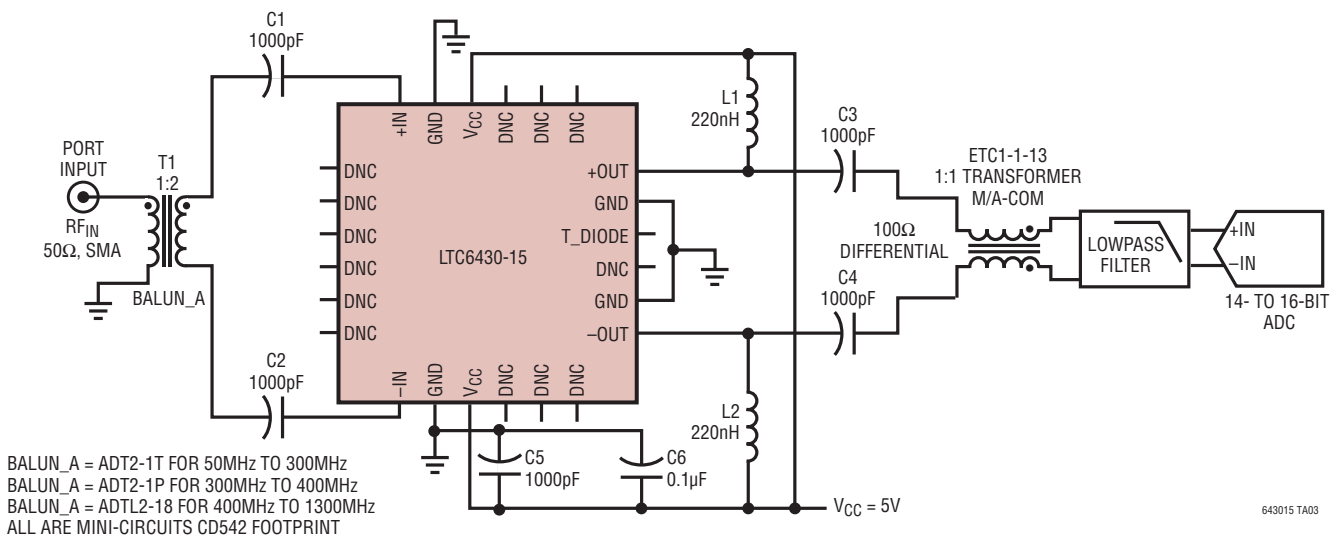 C1
1000pF
PORT
INPUT
RF_IN
50Ω, SMA
T1
1:2
BALUN_A
C2
1000pF
+IN
GND
VCC
DNC
DNC
DNC
DNC
DNC
DNC
DNC
DNC
DNC
LTC6430-15
+OUT
GND
T_DIODE
DNC
GND
–OUT
–IN
GND
VCC
DNC
DNC
DNC
L1
220nH
C3
1000pF
ETC1-1-13
1:1 TRANSFORMER
M/A-COM
100Ω
DIFFERENTIAL
C4
1000pF
LOWPASS
FILTER
+IN
–IN
14- TO 16-BIT
ADC
L2
220nH
C5
1000pF
C6
0.1µF
VCC = 5V
BALUN_A = ADT2-1T FOR 50MHz TO 300MHz
BALUN_A = ADT2-1P FOR 300MHz TO 400MHz
BALUN_A = ADTL2-18 FOR 400MHz TO 1300MHz
ALL ARE MINI-CIRCUITS CD542 FOOTPRINT
643015 TA03